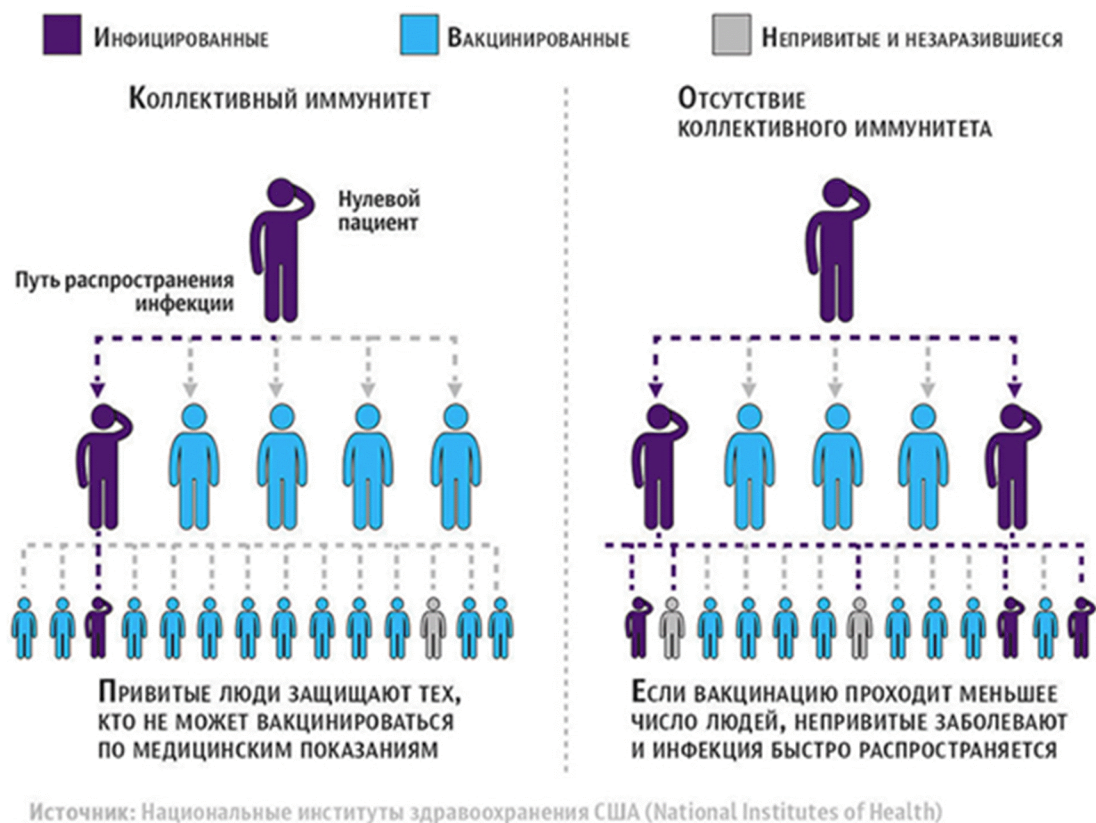 Инфицированные
Вакцинированные
Непривитые и незаразившиеся
Коллективный иммунитет
Нулевой
пациент
Путь распространения
инфекции
Привитые люди защищают тех,
кто не может вакцинироваться
по медицинским показаниям
Отсутствие
коллективного иммунитета
Если вакцинацию проходит меньшее
число людей, непривитые заболевают
и инфекция быстро распространяется
Источник: Национальные институты здравоохранения США (National Institutes of Health)